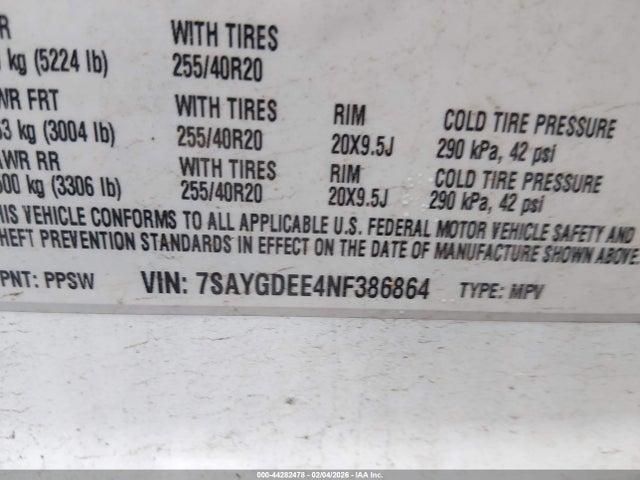 R WITH TIRES
kg (5224 lb) 255/40R20
WR FRT WITH TIRES RIM COLD TIRE PRESSURE
63 kg (3004 lb) 255/40R20 20X9.5J 290 kPa, 42 psi
AWR RR WITH TIRES RIM COLD TIRE PRESSURE
500 kg (3306 lb) 255/40R20 20X9.5J 290 kPa, 42 psi
HIS VEHICLE CONFORMS TO ALL APPLICABLE U.S. FEDERAL MOTOR VEHICLE SAFETY AND
HEFT PREVENTION STANDARDS IN EFFECT ON THE DATE OF MANUFACTURE SHOWN ABOVE.
PNT: PPSW VIN: 7SAYGDEE4NF386864 TYPE: MPV
000-44282478 - 02/04/2026 - © IAA, LLC